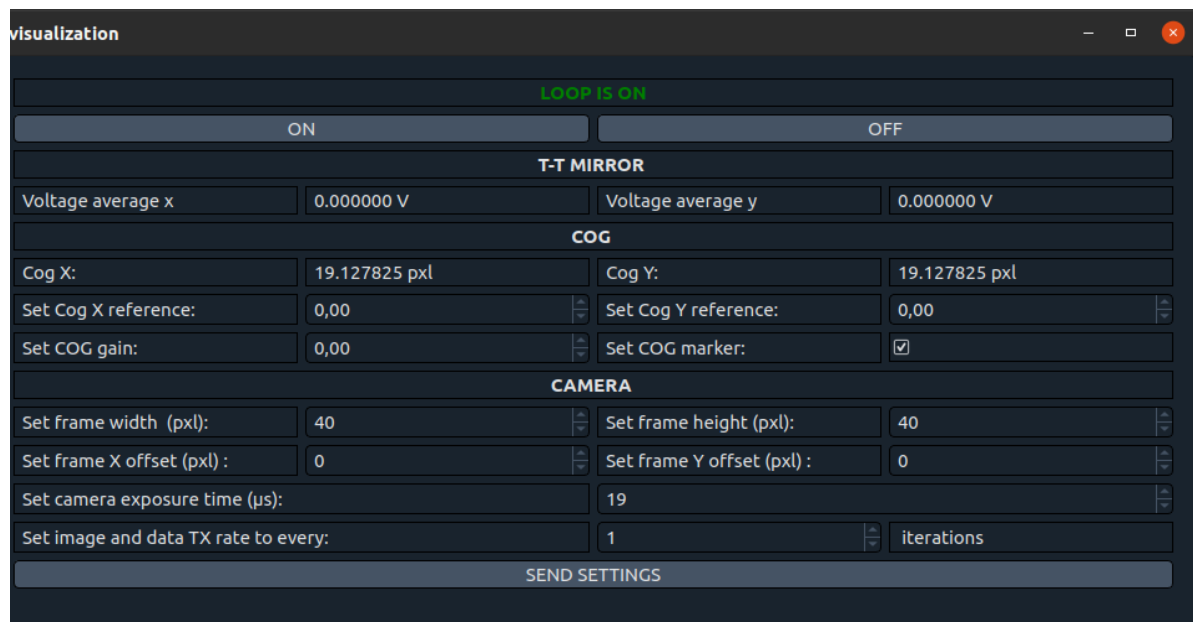 visualization
LOOP IS ON
ON OFF
T-T MIRROR
Voltage average x 0.000000 V Voltage average y 0.000000 V
COG
Cog X: 19.127825 pxl Cog Y: 19.127825 pxl
Set Cog X reference: 0,00 Set Cog Y reference: 0,00
Set COG gain: 0,00 Set COG marker:
CAMERA
Set frame width (pxl): 40 Set frame height (pxl): 40
Set frame X offset (pxl) : 0 Set frame Y offset (pxl) : 0
Set camera exposure time (µs): 19
Set image and data TX rate to every: 1 iterations
SEND SETTINGS